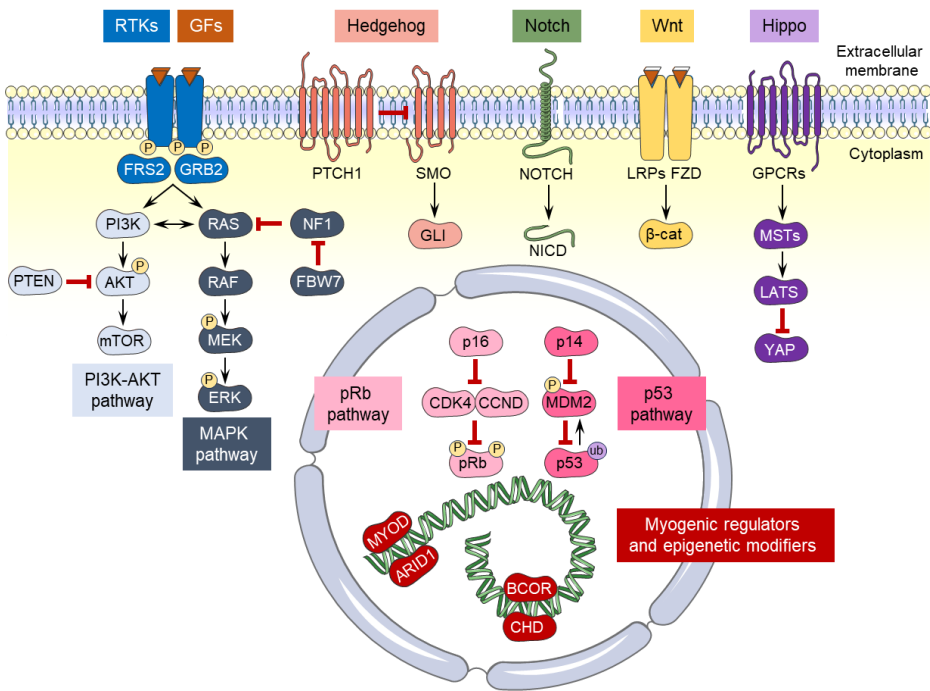 RTKs
GFs
Hedgehog
Notch
Wnt
Hippo
Extracellular
membrane
Cytoplasm
P
P
P
FRS2
GRB2
PTCH1
SMO
NOTCH
LRPs FZD
GPCRs
PI3K
RAS
NF1
GLI
NICD
β-cat
MSTs
PTEN
AKT
P
RAF
FBW7
LATS
mTOR
P
MEK
p16
p14
YAP
PI3K-AKT
pathway
P
ERK
pRb
pathway
CDK4
CCND
P
MDM2
p53
pathway
MAPK
pathway
P
P
pRb
p53
ub
MYOD
ARID1
Myogenic regulators
and epigenetic modifiers
BCOR
CHD